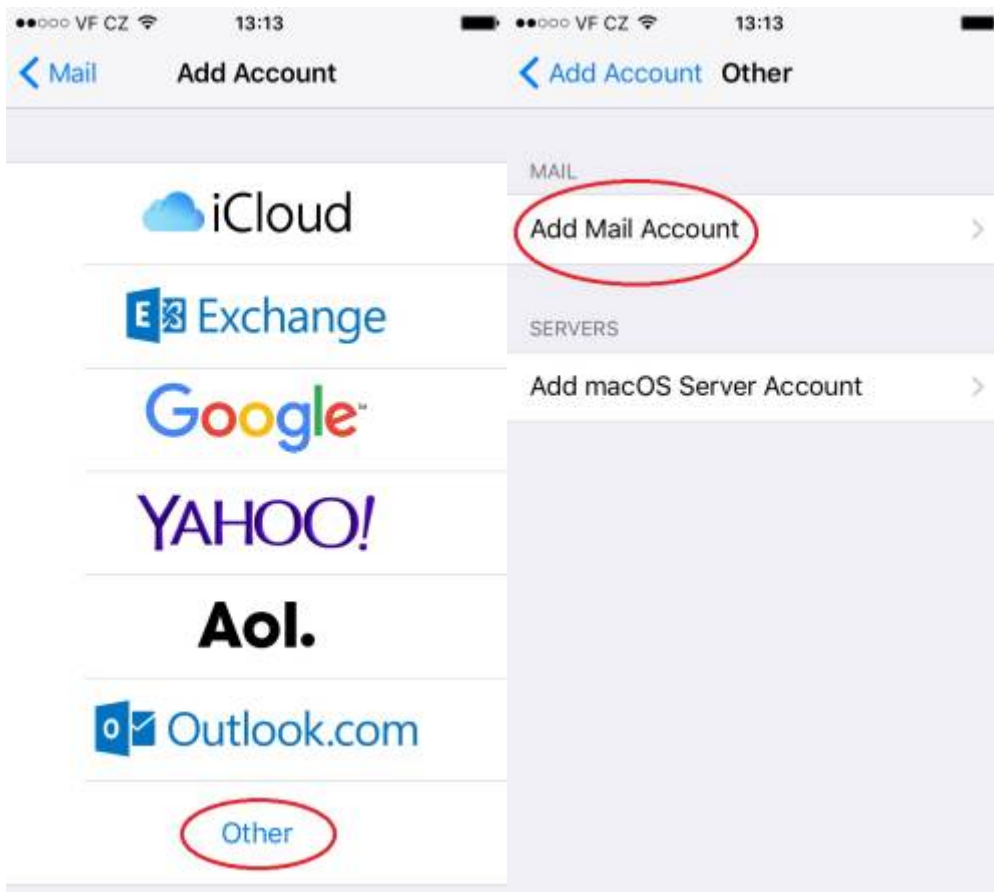 VF CZ 13:13
Mail Add Account
iCloud
Exchange
Google
YAHOO!
Aol.
Outlook.com
Other
VF CZ 13:13
Add Account Other
MAIL
Add Mail Account
SERVERS
Add macOS Server Account